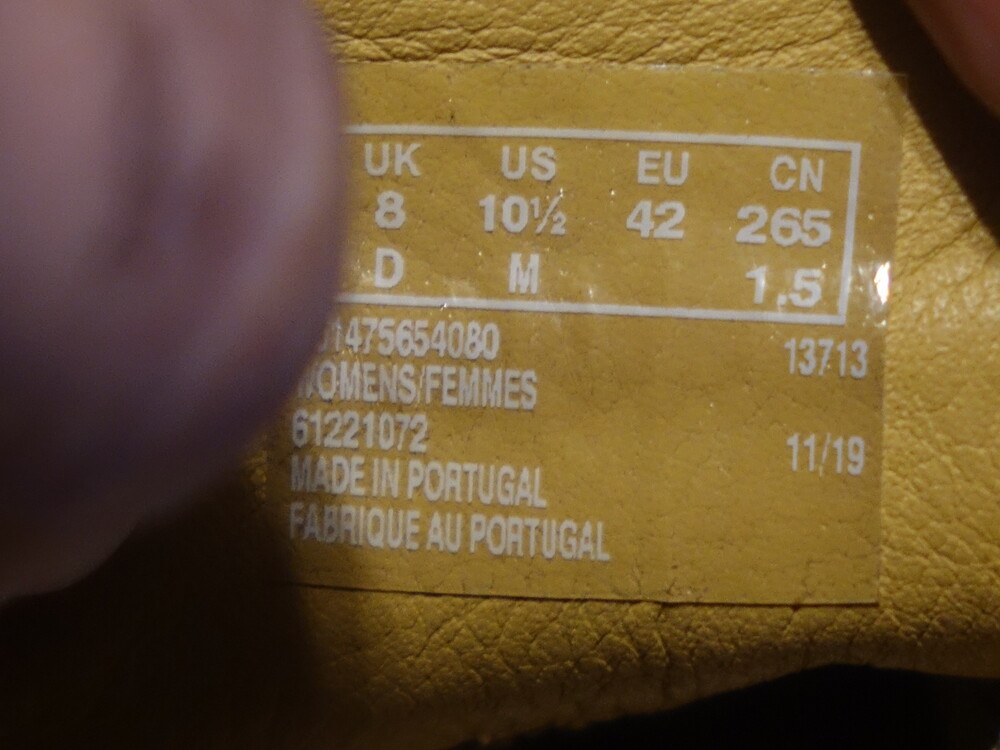 UK US EU CN
8 10½ 42 265
D M 1.5
1475654080 13713
WOMENS/FEMMES
61221072 11/19
MADE IN PORTUGAL
FABRIQUE AU PORTUGAL